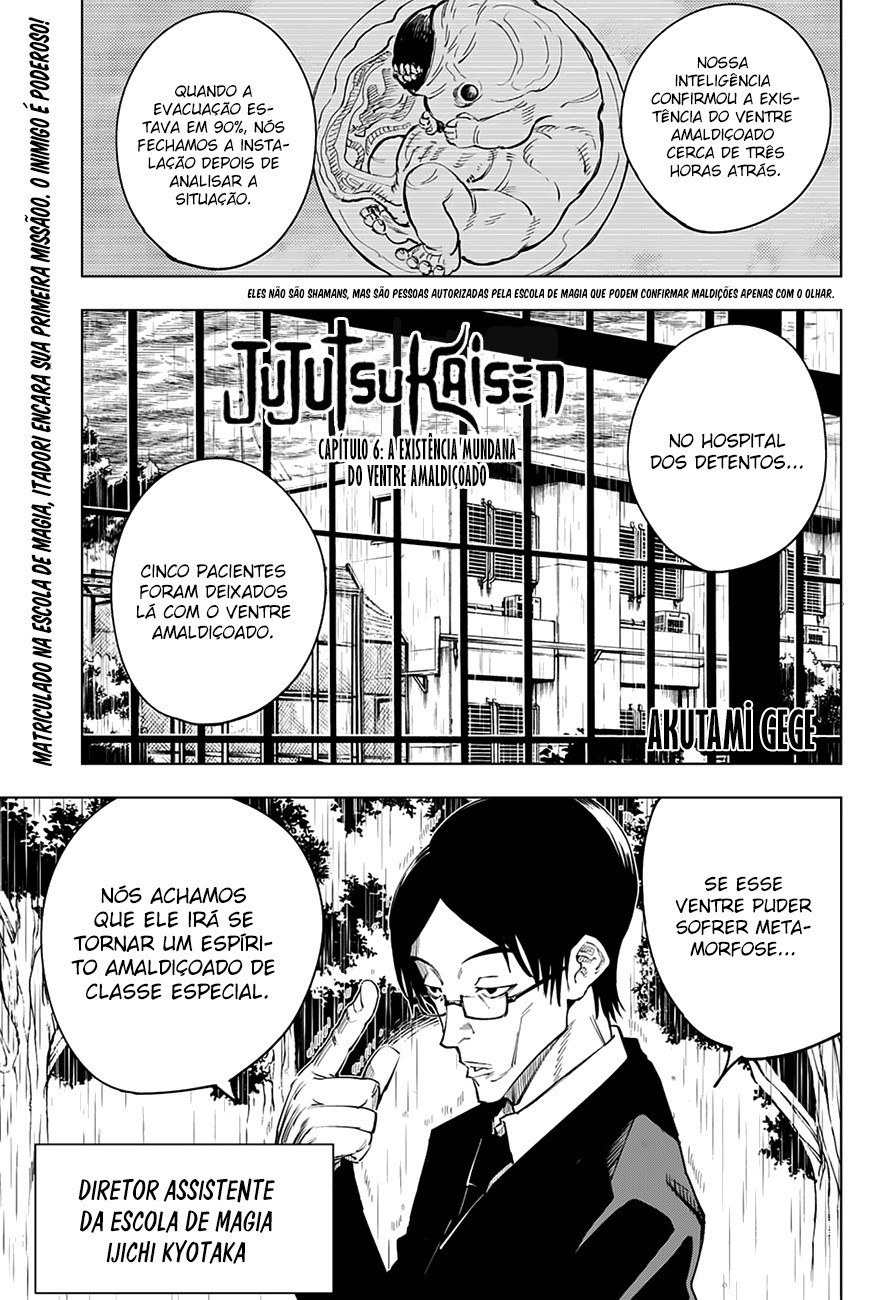 MATRICULADO NA ESCOLA DE MAGIA, ITADORI ENCARA SUA PRIMEIRA MISSÃOO. O INIMIGO É PODEROSO!
NOSSA
INTELIGÊNCIA
CONFIRMOU A EXIS-
TÊNCIA DO VENTRE
AMALDIÇOADO
CERCA DE TRÊS
HORAS ATRÁS.
QUANDO A
EVACUAÇÃO ES-
TAVA EM 90%, NÓS
FECHAMOS A INSTA-
LAÇÃO DEPOIS DE
ANALISAR A
SITUAÇÃO.
ELES NÃO SÃO SHAMANS, MAS SÃO PESSOAS AUTORIZADAS PELA ESCOLA DE MAGIA QUE PODEM CONFIRMAR MALDIÇÕES APENAS COM O OLHAR.
JUJUTSU KAISEN
CAPÍTULO 6: A EXISTÊNCIA MUNDANA
DO VENTRE AMALDIÇOADO
NO HOSPITAL
DOS DETENTOS...
CINCO PACIENTES
FORAM DEIXADOS
LÁ COM O VENTRE
AMALDIÇOADO.
AKUTAMI GEGE
SE ESSE
VENTRE PUDER
SOFRER META-
MORFOSE...
NÓS ACHAMOS
QUE ELE IRÁ SE
TORNAR UM ESPÍRI-
TO AMALDIÇOADO DE
CLASSE ESPECIAL.
DIRETOR ASSISTENTE
DA ESCOLA DE MAGIA
IJICHI KYOTAKA